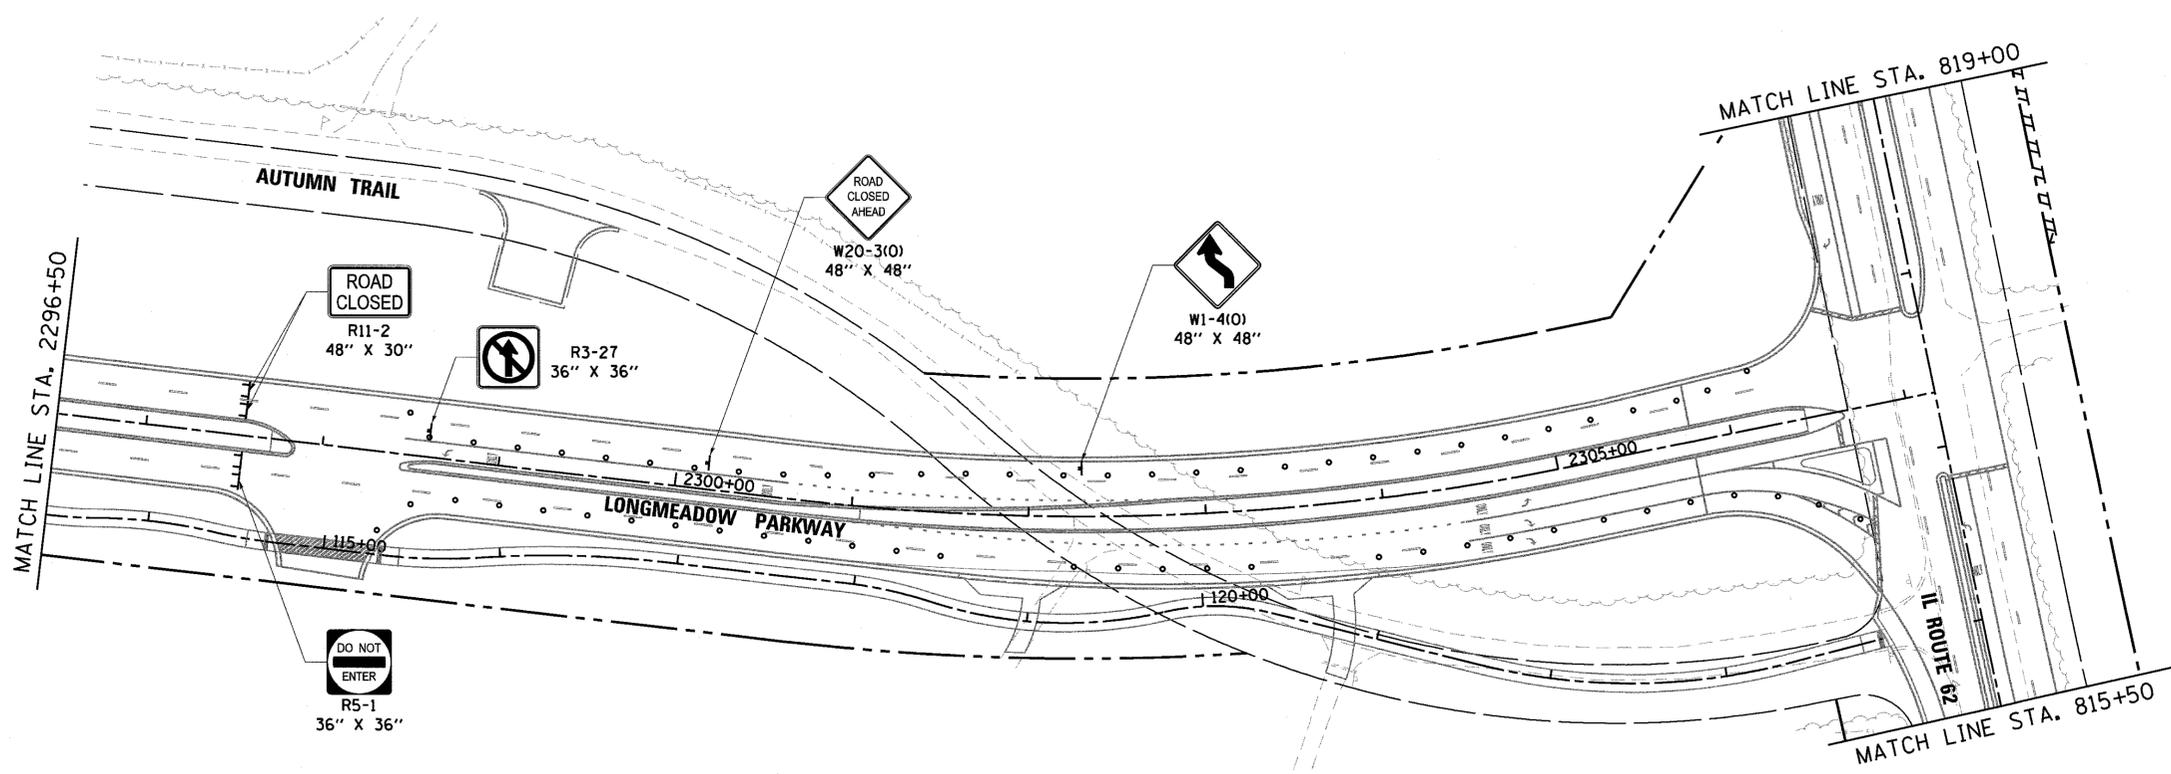 MATCH LINE STA. 819+00
AUTUMN TRAIL
ROAD
CLOSED
AHEAD
W20-3(O)
48" X 48"
W1-4(O)
48" X 48"
ROAD
CLOSED
R11-2
48" X 30"
R3-27
36" X 36"
MATCH LINE STA. 2296+50
2300+00
2305+00
LONGMEADOW PARKWAY
115+00
120+00
IL ROUTE 62
DO NOT
ENTER
R5-1
36" X 36"
MATCH LINE STA. 815+50